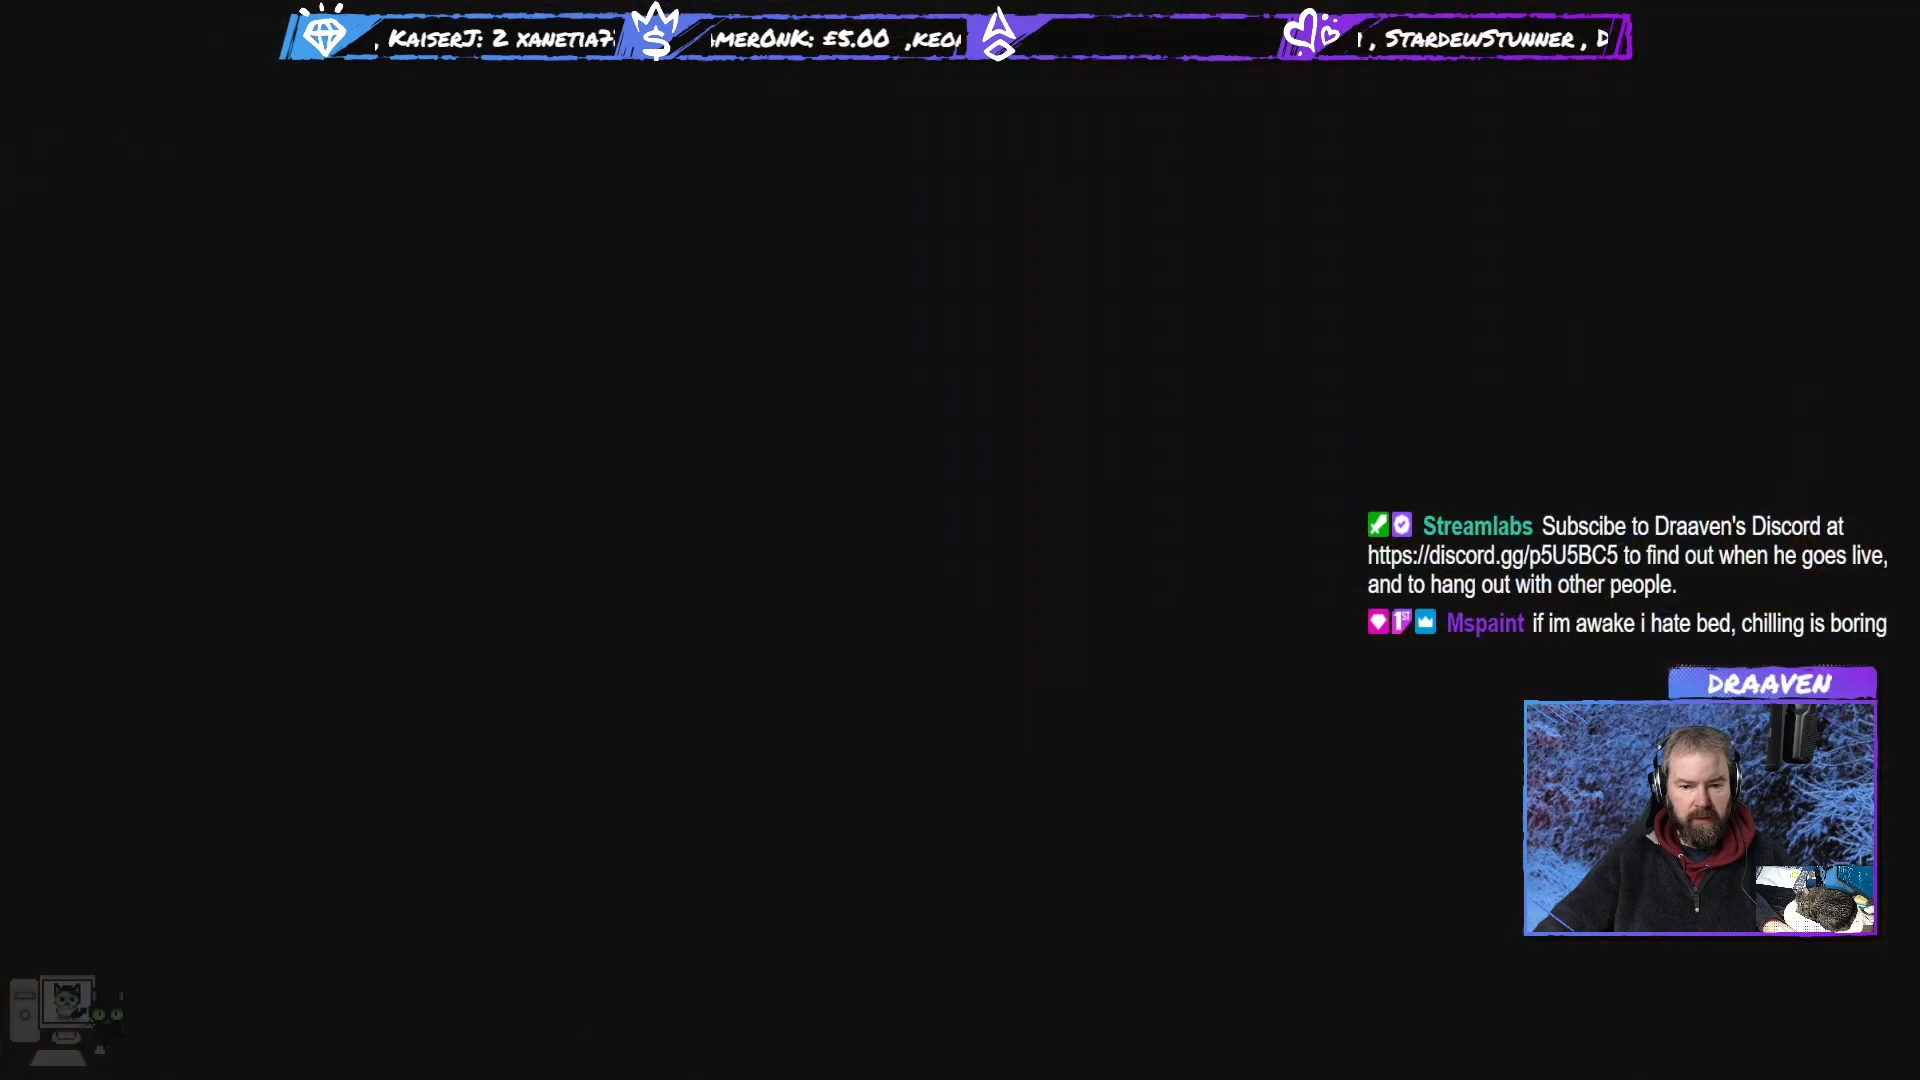 , KaiserJ: 2 xanetia7
merOnK: £5.00 ,keo
, StardewStunner , D
Streamlabs Subscibe to Draaven's Discord at
https://discord.gg/p5U5BC5 to find out when he goes live,
and to hang out with other people.
1ST Mspaint if im awake i hate bed, chilling is boring
DRAAVEN